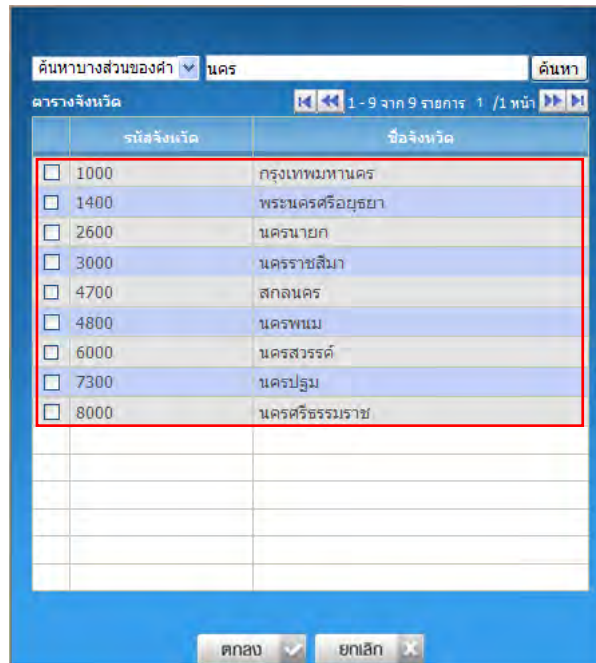 ค้นหาบางส่วนของคำ นคร ค้นหา
ตารางจังหวัด 1 - 9 จาก 9 รายการ 1 /1 หน้า
รหัสจังหวัด ชื่อจังหวัด
1000 กรุงเทพมหานคร
1400 พระนครศรีอยุธยา
2600 นครนายก
3000 นครราชสีมา
4700 สกลนคร
4800 นครพนม
6000 นครสวรรค์
7300 นครปฐม
8000 นครศรีธรรมราช
ตกลง ยกเลิก